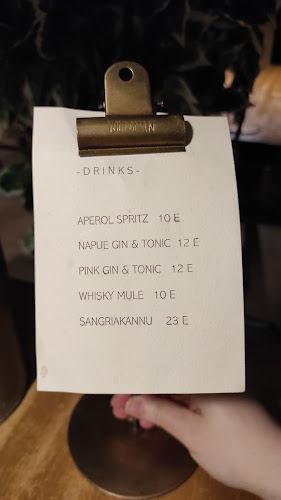 -DRINKS-
APEROL SPRITZ 10 E
NAPUE GIN & TONIC 12 E
PINK GIN & TONIC 12 E
WHISKY MULE 10 E
SANGRIAKANNU 23 E